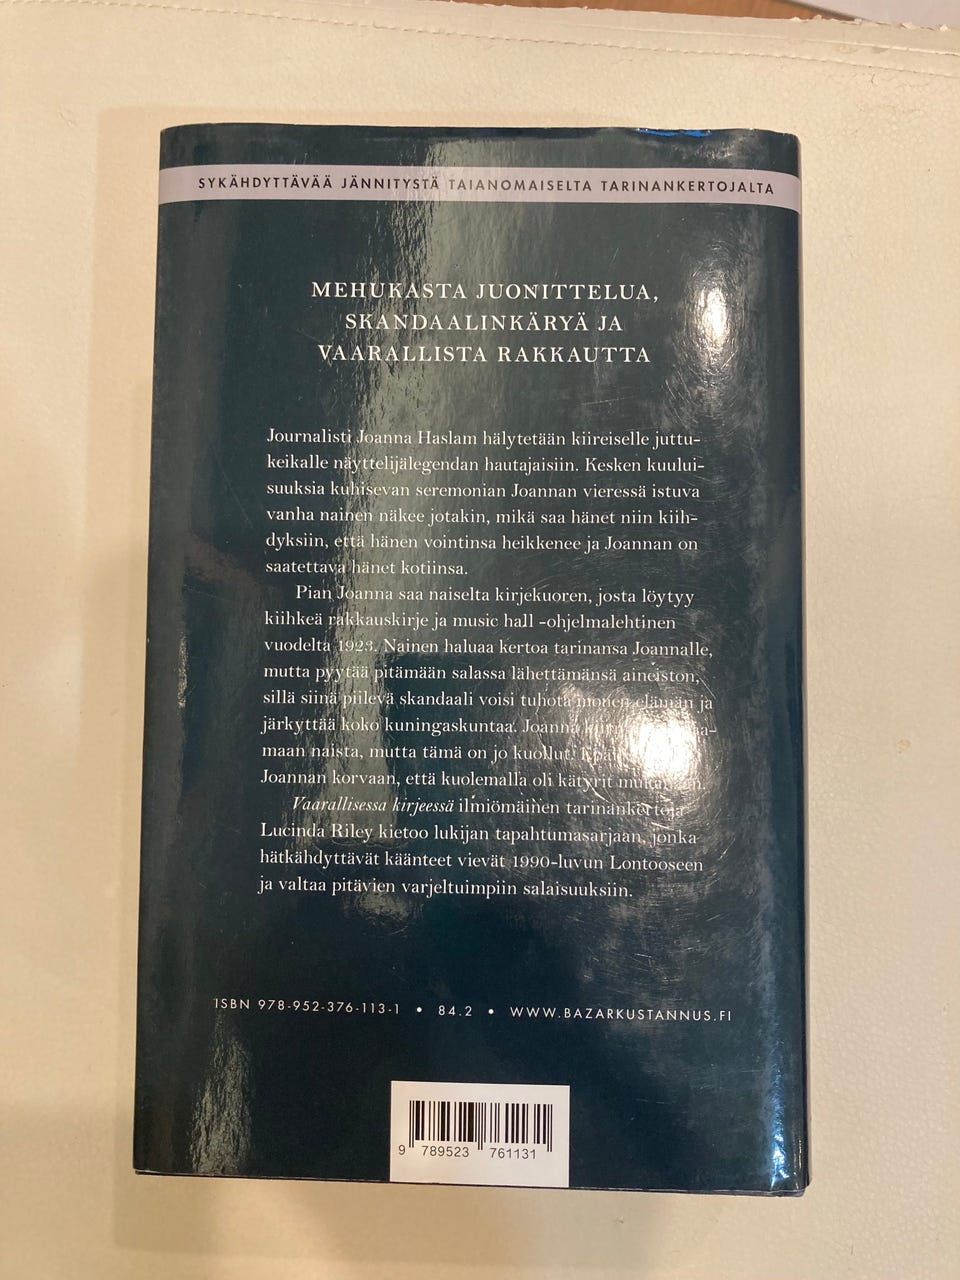 SYKÄHDYTTÄVÄÄ JÄNNITYSTÄ TAIANOMAISELTA TARINANKERTOJALTA
MEHUKASTA JUONITTELUA,
SKANDAALINKÄRYÄ JA
VAARALLISTA RAKKAUTTA
Journalisti Joanna Haslam hälytetään kiireiselle juttu-
keikalle näyttelijälegendan hautajaisiin. Kesken kuului-
suuksia kuhisevan seremonian Joannan vieressä istuva
vanha nainen näkee jotakin, mikä saa hänet niin kiih-
dyksiin, että hänen vointinsa heikkenee ja Joannan on
saatettava hänet kotiinsa.
Pian Joanna saa naiselta kirjekuoren, josta löytyy
kiihkeä rakkauskirje ja music hall -ohjelmalehtinen
vuodelta 1923. Nainen haluaa kertoa tarinansa Joannalle,
mutta pyytää pitämään salassa lähettämänsä aineiston,
sillä siinä piilevä skandaali voisi tuhota monen elämän ja
järkyttää koko kuningaskuntaa. Joanna
maan naista, mutta tämä on jo kuollut.
Joannan korvaan, että kuolemalla oli kätyrit
Vaarallisessa kirjeessä ilmiömäinen tarinankertoja
Lucinda Riley kietoo lukijan tapahtumasarjaan, jonka
hätkähdyttävät käänteet vievät 1990-luvun Lontooseen
ja valtaa pitävien varjeltuimpiin salaisuuksiin.
ISBN 978-952-376-113-1 • 84.2 • WWW.BAZARKUSTANNUS.FI
9 789523 761131